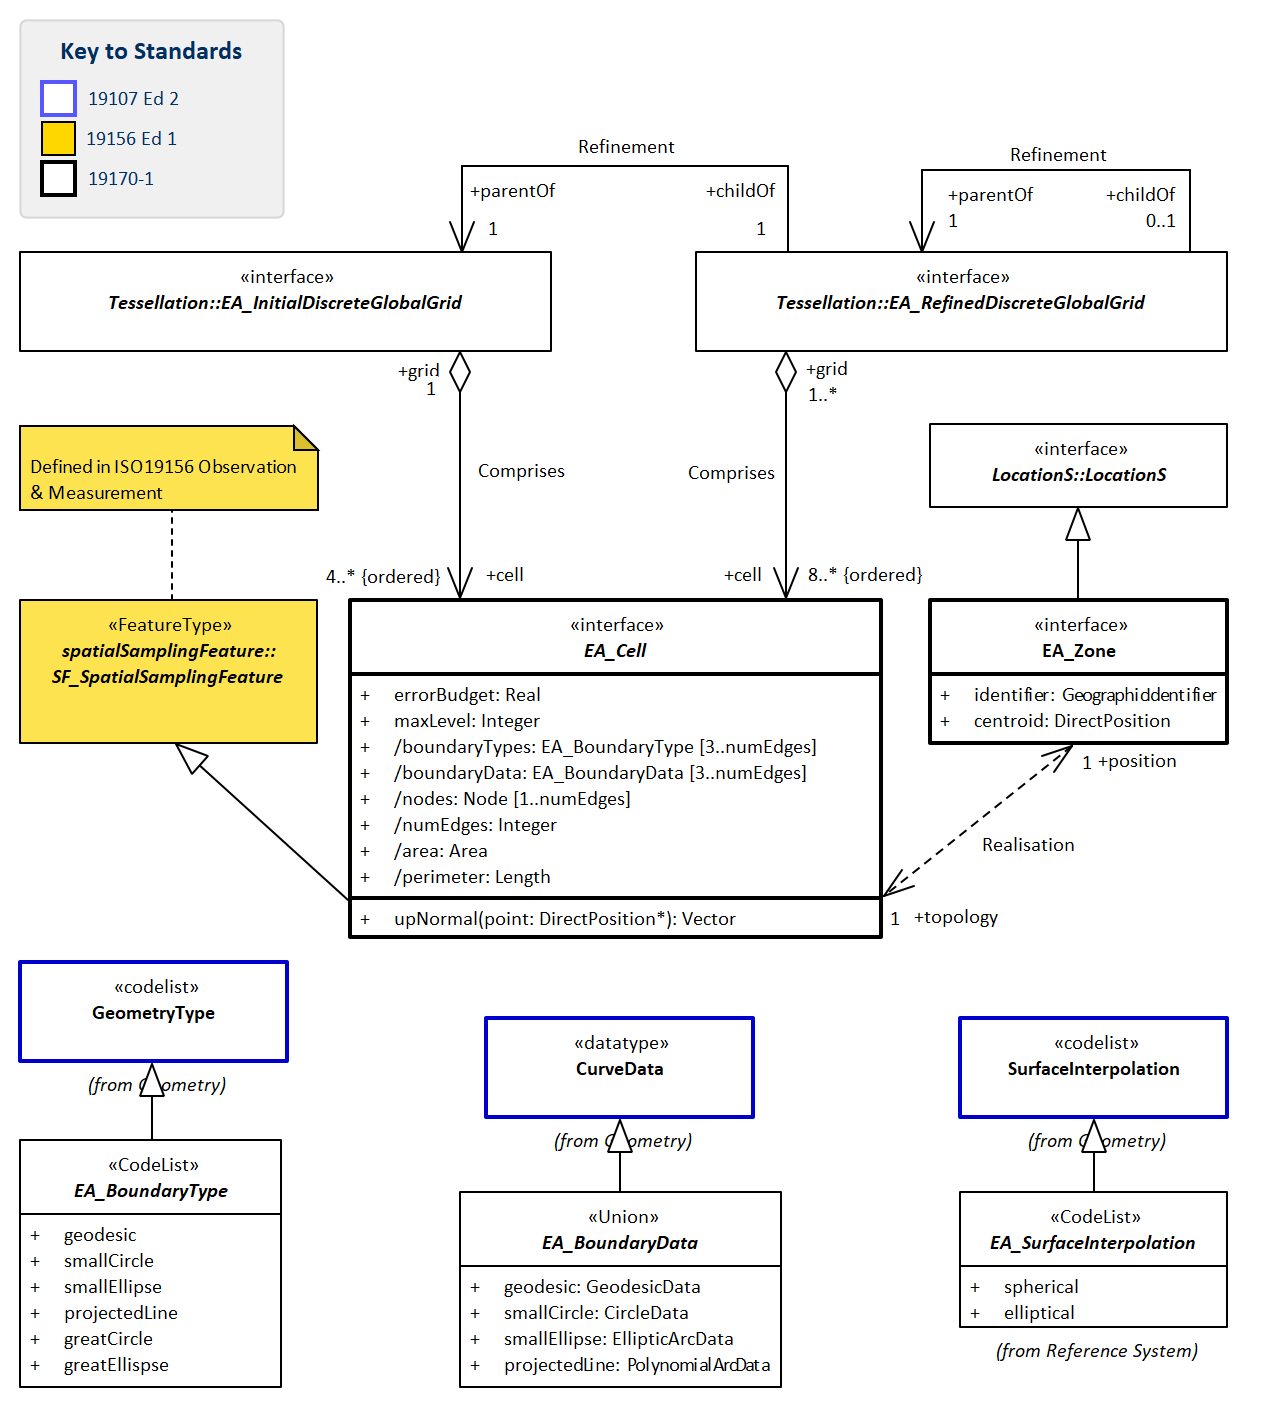 Key to Standards
19107 Ed 2
19156 Ed 1
19170-1
Refinement
+parentOf
+childOf
1
1
Refinement
+parentOf
+childOf
1
0..1
«interface»
Tessellation::EA_InitialDiscreteGlobalGrid
«interface»
Tessellation::EA_RefinedDiscreteGlobalGrid
+grid
1
+grid
1..*
Comprises
Comprises
4..* {ordered}
+cell
+cell
8..* {ordered}
Defined in ISO19156 Observation
& Measurement
«FeatureType»
spatialSamplingFeature::
SF_SpatialSamplingFeature
«interface»
LocationS::LocationS
«interface»
EA_Cell
+ errorBudget: Real
+ maxLevel: Integer
+ /boundaryTypes: EA_BoundaryType [3..numEdges]
+ /boundaryData: EA_BoundaryData [3..numEdges]
+ /nodes: Node [1..numEdges]
+ /numEdges: Integer
+ /area: Area
+ /perimeter: Length
+ upNormal(point: DirectPosition*): Vector
«interface»
EA_Zone
+ identifier: GeographicIdentifier
+ centroid: DirectPosition
1 +position
Realisation
1 +topology
«codelist»
GeometryType
(from Geometry)
«CodeList»
EA_BoundaryType
+ geodesic
+ smallCircle
+ smallEllipse
+ projectedLine
+ greatCircle
+ greatEllispse
«datatype»
CurveData
(from Geometry)
«Union»
EA_BoundaryData
+ geodesic: GeodesicData
+ smallCircle: CircleData
+ smallEllipse: EllipticArcData
+ projectedLine: PolynomialArcData
«codelist»
SurfaceInterpolation
(from Geometry)
«CodeList»
EA_SurfaceInterpolation
+ spherical
+ elliptical
(from Reference System)